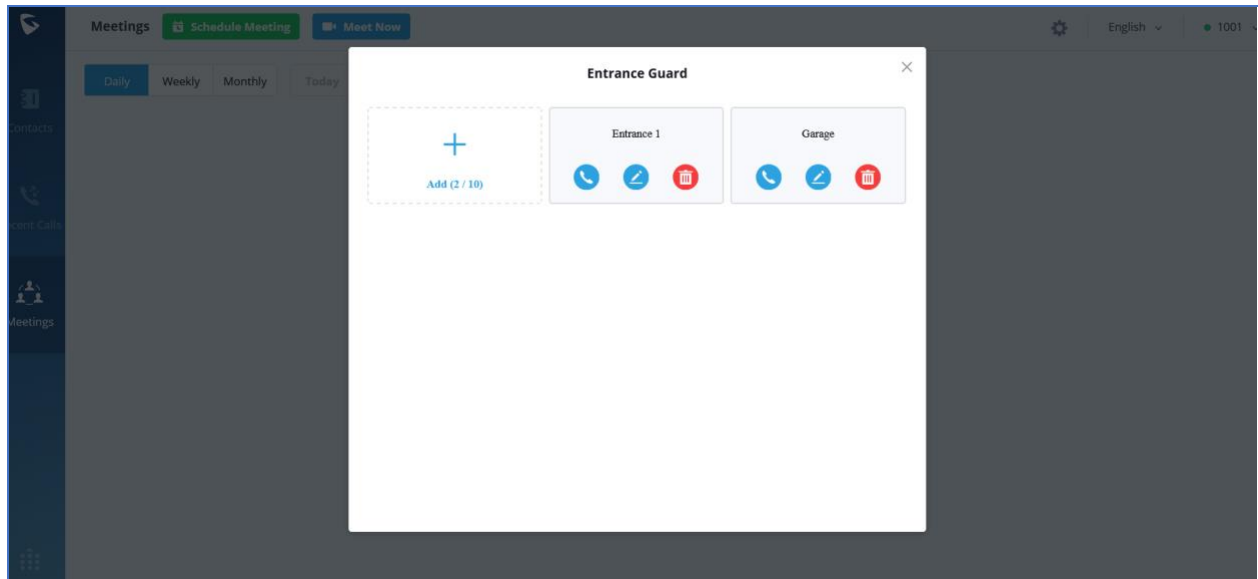 Meetings Schedule Meeting Meet Now English 1001
Entrance Guard
Daily Weekly Monthly Today
Contacts
Entrance 1 Garage
Add (2 / 10)
cent Calls
Meetings